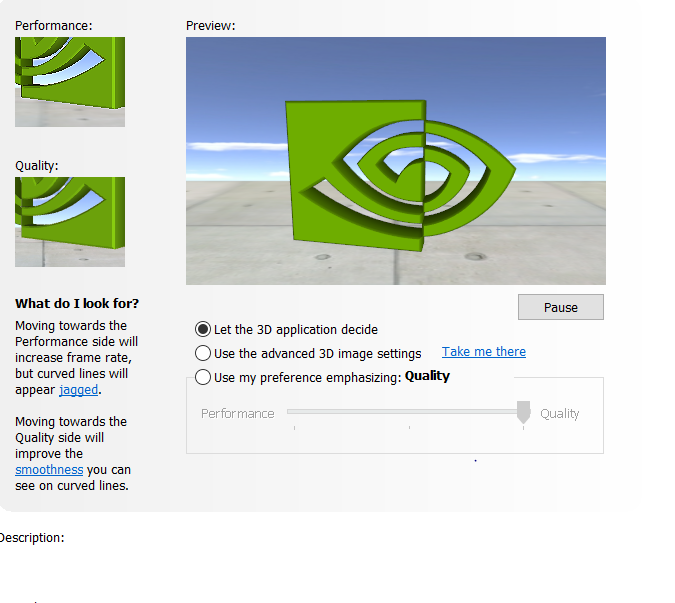 Performance:
Quality:
What do I look for?
Moving towards the
Performance side will
increase frame rate,
but curved lines will
appear jagged.
Moving towards the
Quality side will
improve the
smoothness you can
see on curved lines.
Preview:
Pause
Let the 3D application decide
Use the advanced 3D image settings Take me there
Use my preference emphasizing: Quality
Performance Quality
Description: